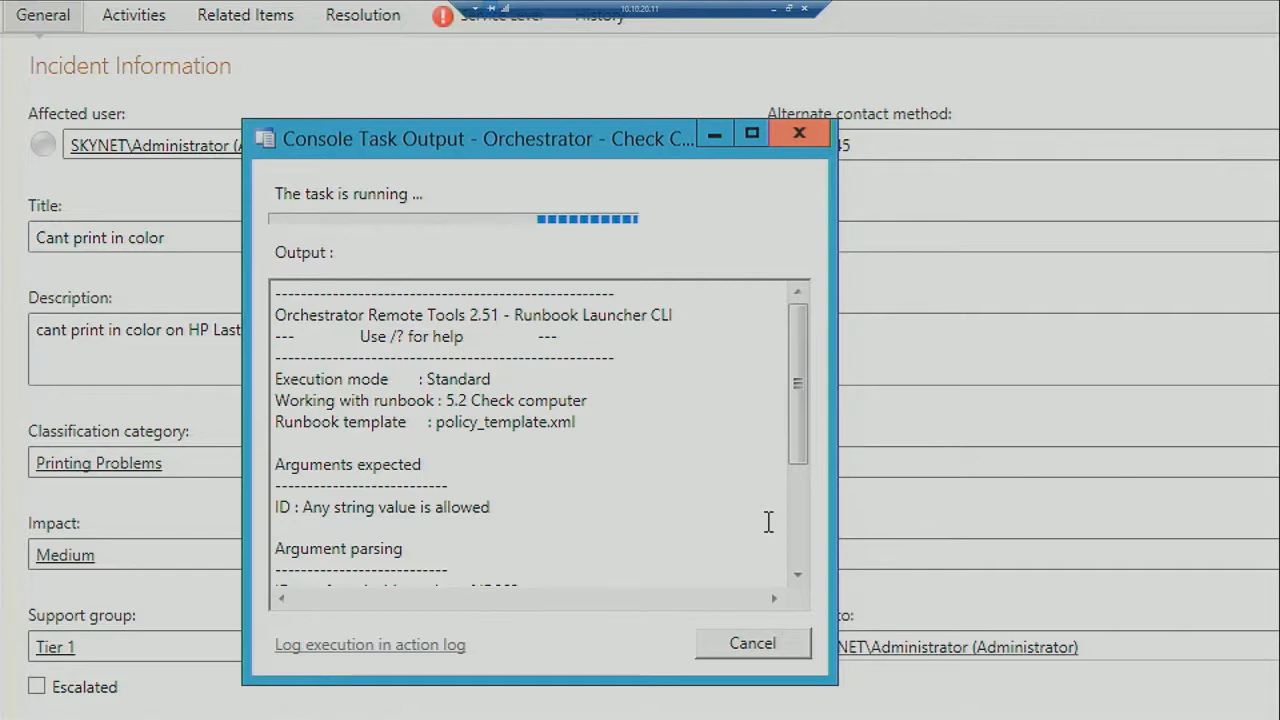 General
Activities
Related Items
Resolution
History
10.10.20.11
Incident Information
Affected user:
Alternate contact method:
SKYNET\Administrator (
45
Title:
Cant print in color
Description:
cant print in color on HP Last
Classification category:
Printing Problems
Impact:
Medium
Support group:
to:
Tier 1
NET\Administrator (Administrator)
Escalated
Console Task Output - Orchestrator - Check C...
The task is running ...
Output :
-----------------------------------------------------
Orchestrator Remote Tools 2.51 - Runbook Launcher CLI
--- Use /? for help ---
-----------------------------------------------------
Execution mode : Standard
Working with runbook : 5.2 Check computer
Runbook template : policy_template.xml
Arguments expected
---------------------------
ID : Any string value is allowed
Argument parsing
---------------------------
Log execution in action log
Cancel